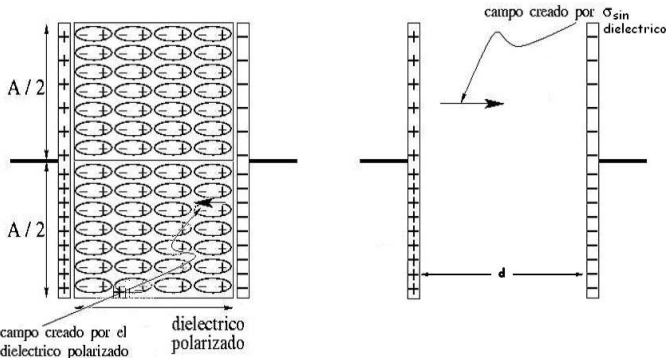 campo creado por σsin
dielectrico
A / 2
A / 2
d
campo creado por el
dielectrico polarizado
dielectrico
polarizado